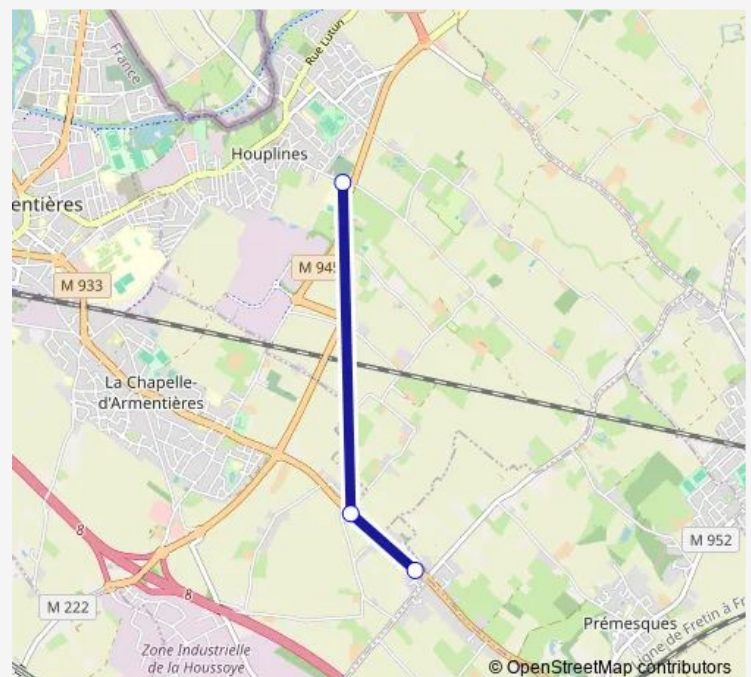 France
Rue Lutun
Houplines
entières
M 945
M 933
La Chapelle-
d'Armentières
8
M 952
8
M 222
Prémesques
Zone Industrielle
de la Houssoye
igne de Fretin à Fr
© OpenStreetMap contributors